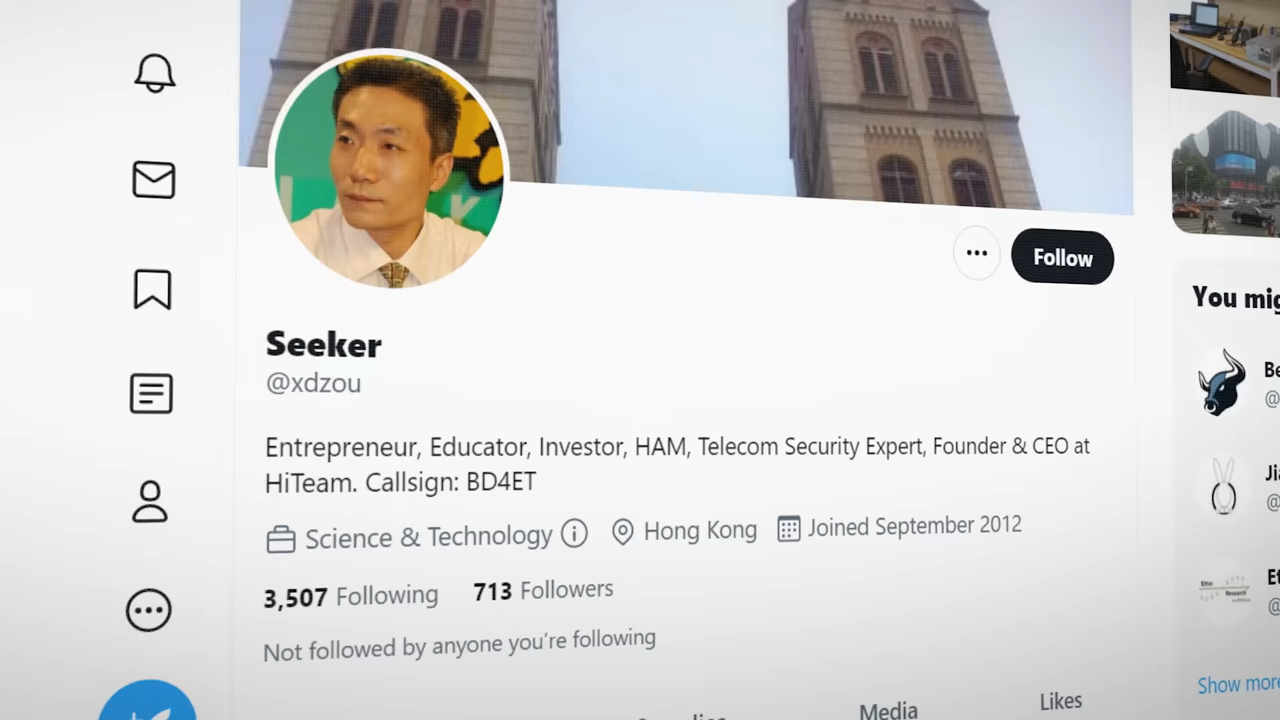 Follow
Seeker
@xdzou
Entrepreneur, Educator, Investor, HAM, Telecom Security Expert, Founder & CEO at
HiTeam. Callsign: BD4ET
Science & Technology Hong Kong Joined September 2012
3,507 Following 713 Followers
Not followed by anyone you're following
Media Likes
You
Show more